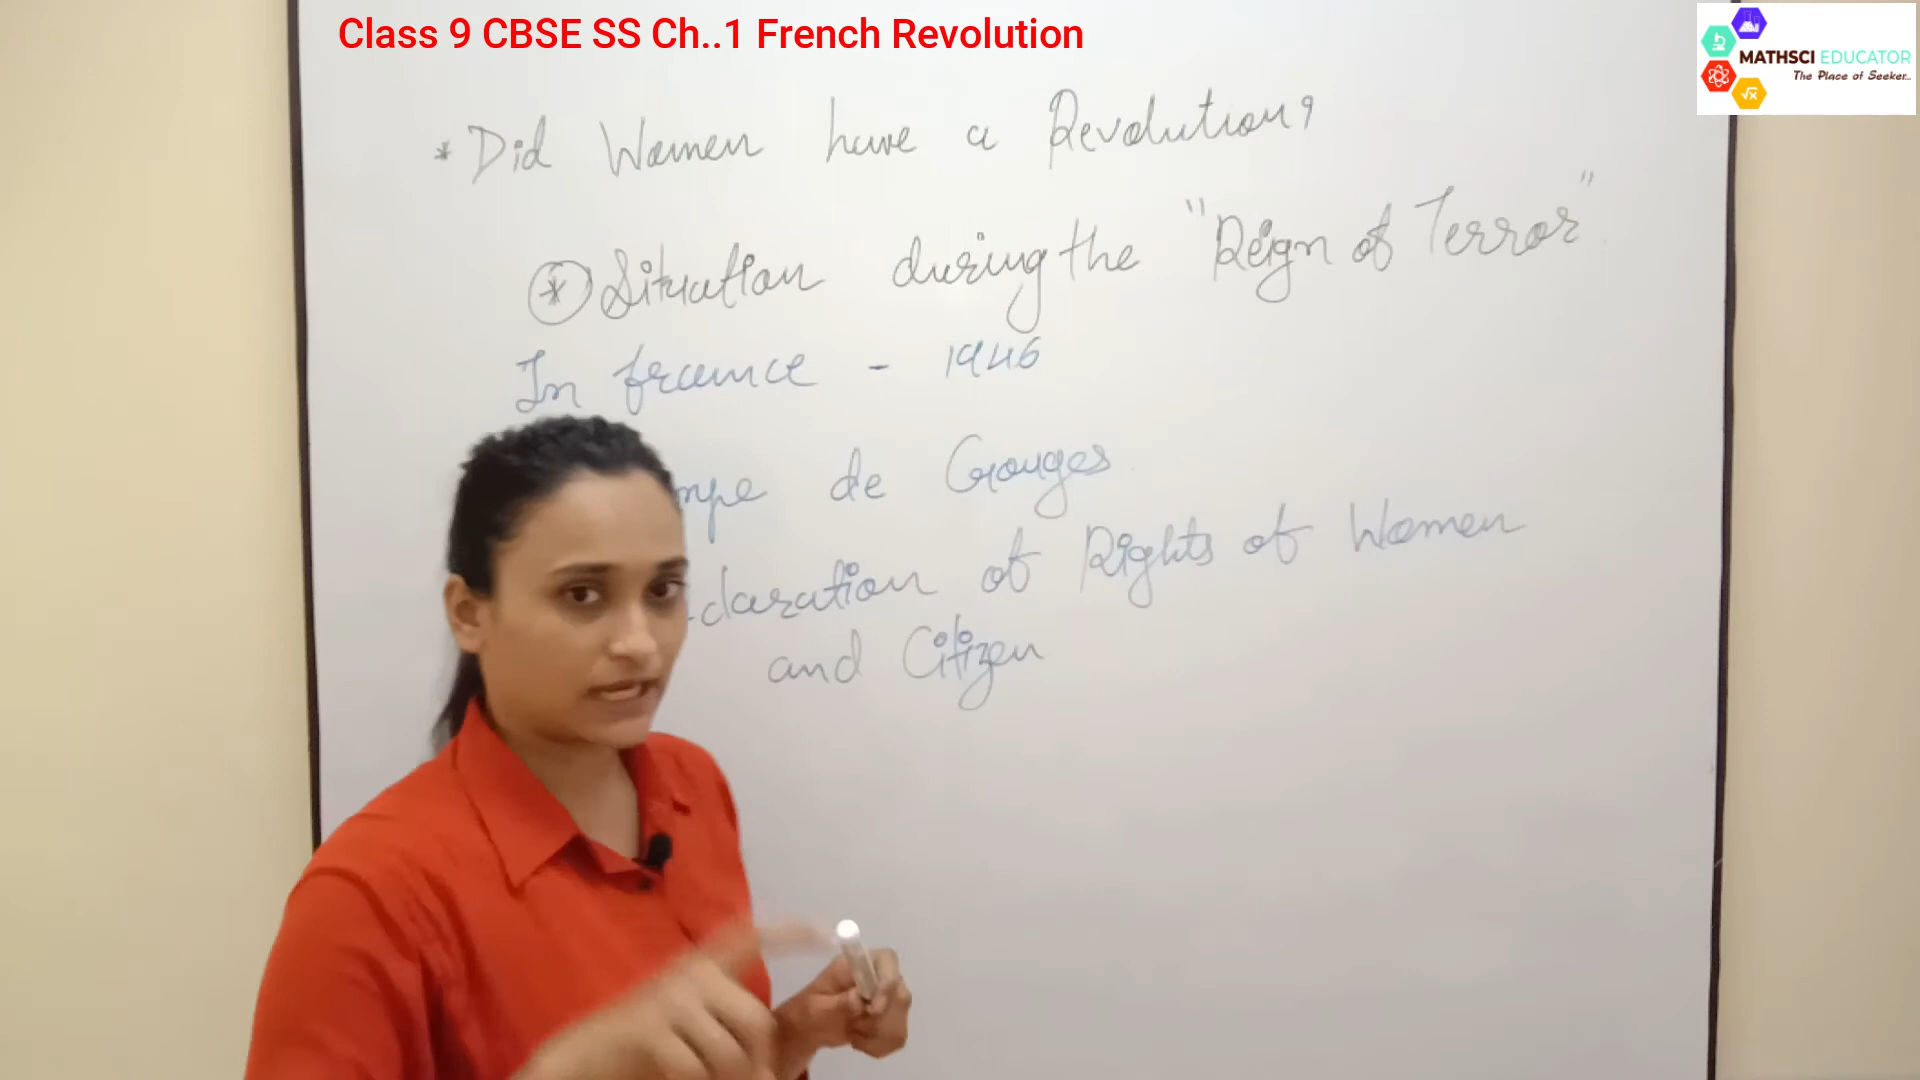 Class 9 CBSE SS Ch..1 French Revolution
MATHSCI EDUCATOR
The Place of Seeker...
* Did Women have a Revolution?
* Situation during the "Reign of Terror"
In france - 1946
mpe de Gouges
claration of Rights of Women
and Citizen